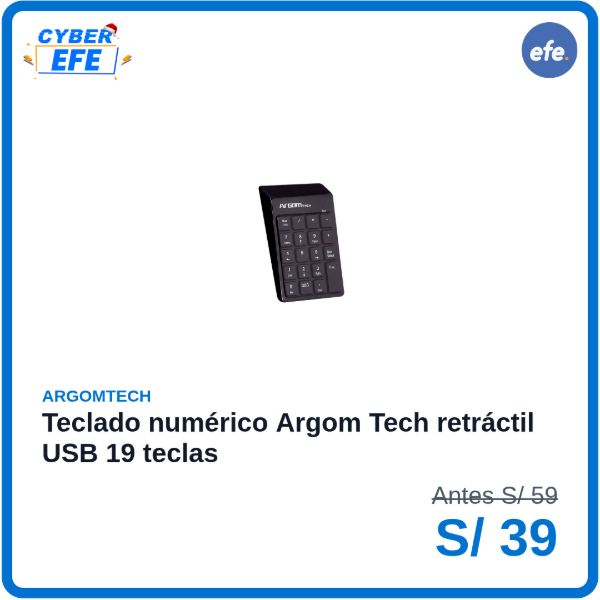 CYBER
EFE
efe.
ARGOMTECH
Teclado numérico Argom Tech retráctil
USB 19 teclas
Antes S/ 59
S/ 39